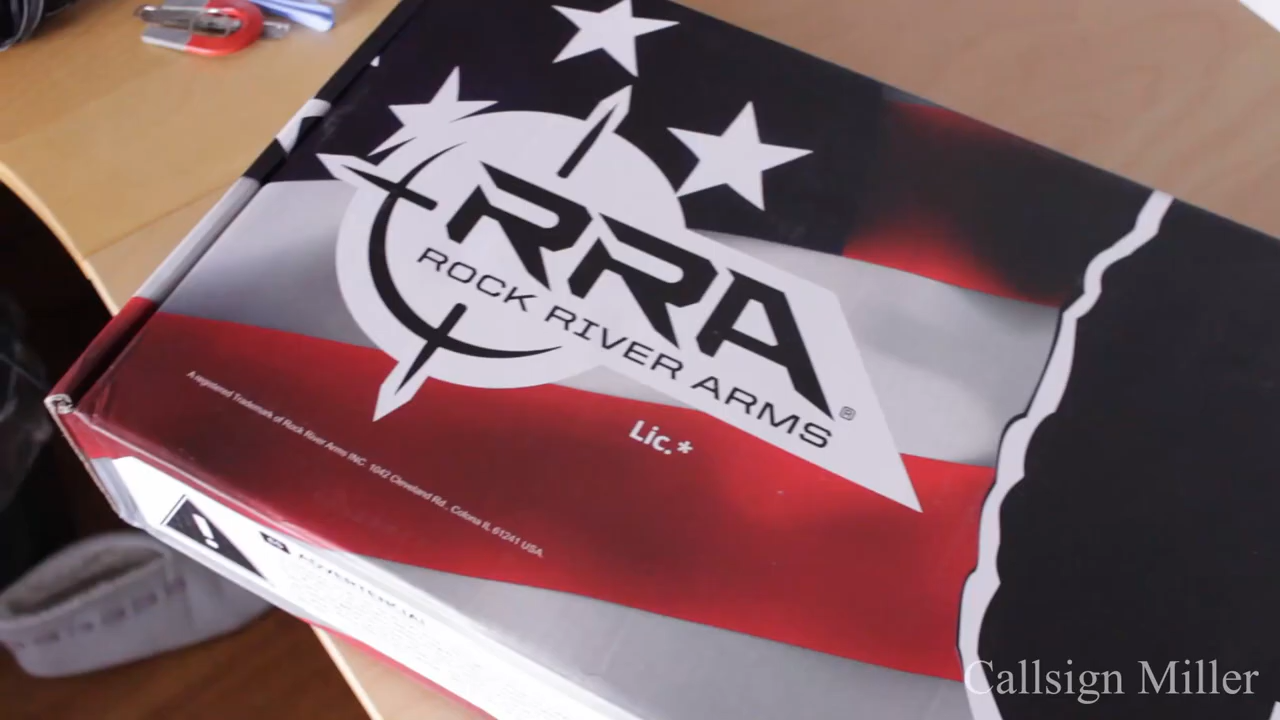 RRA®
ROCK RIVER ARMS
Lic.*
A registered Trademark of Rock River Arms INC. 1042 Cleveland Rd., Colona IL 61241 USA.
!
ES
Callsign Miller